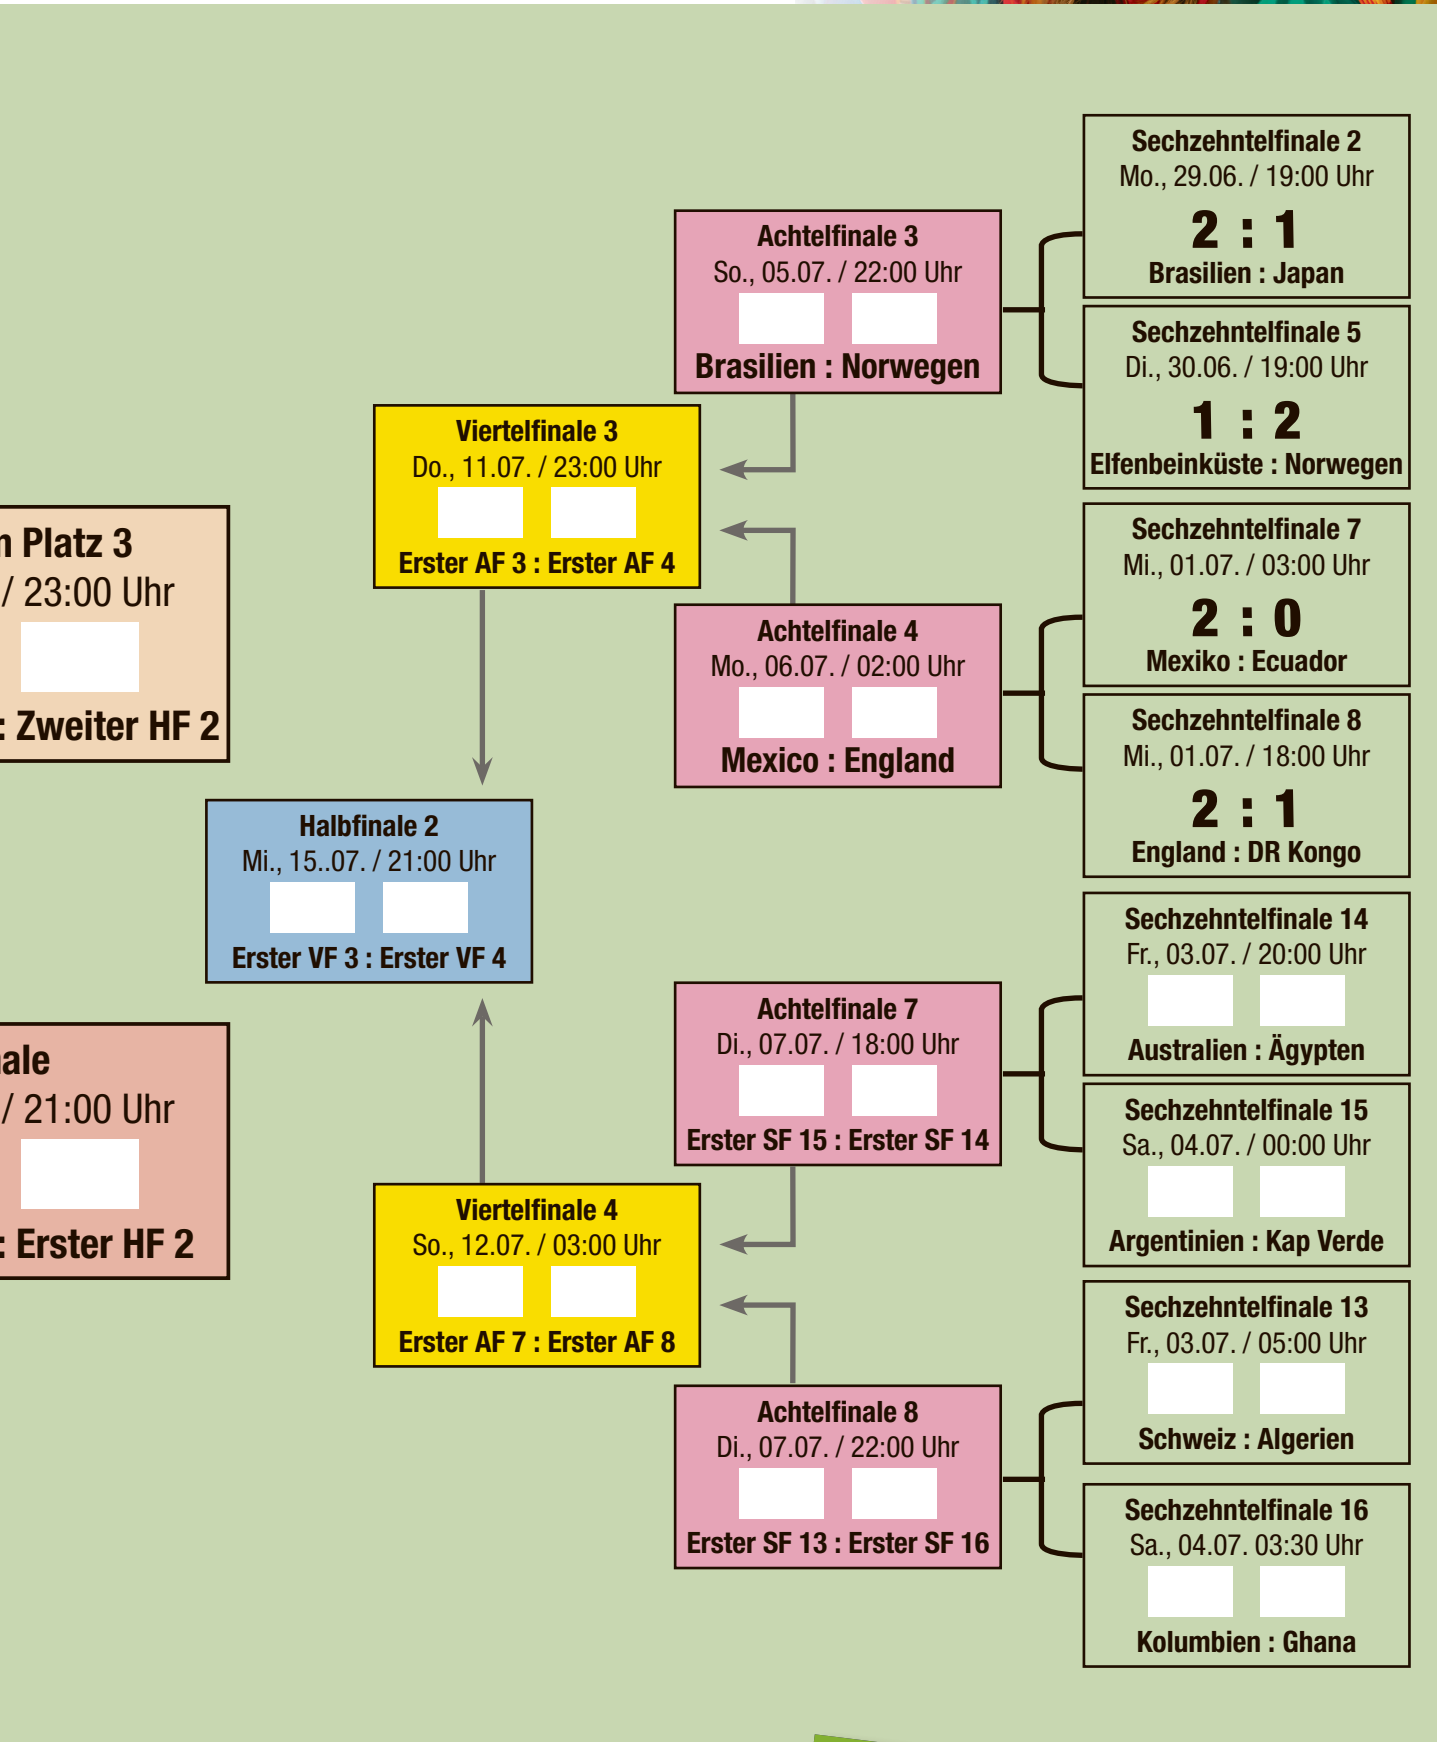 Sechzehntelfinale 2
Mo., 29.06. / 19:00 Uhr
2 : 1
Brasilien : Japan
Achtelfinale 3
So., 05.07. / 22:00 Uhr
Brasilien : Norwegen
Sechzehntelfinale 5
Di., 30.06. / 19:00 Uhr
1 : 2
Elfenbeinküste : Norwegen
Viertelfinale 3
Do., 11.07. / 23:00 Uhr
Erster AF 3 : Erster AF 4
Sechzehntelfinale 7
Mi., 01.07. / 03:00 Uhr
2 : 0
Mexiko : Ecuador
Platz 3
/ 23:00 Uhr
: Zweiter HF 2
Achtelfinale 4
Mo., 06.07. / 02:00 Uhr
Mexico : England
Sechzehntelfinale 8
Mi., 01.07. / 18:00 Uhr
2 : 1
England : DR Kongo
Halbfinale 2
Mi., 15..07. / 21:00 Uhr
Erster VF 3 : Erster VF 4
Sechzehntelfinale 14
Fr., 03.07. / 20:00 Uhr
Australien : Ägypten
Achtelfinale 7
Di., 07.07. / 18:00 Uhr
Erster SF 15 : Erster SF 14
ale
/ 21:00 Uhr
: Erster HF 2
Sechzehntelfinale 15
Sa., 04.07. / 00:00 Uhr
Argentinien : Kap Verde
Viertelfinale 4
So., 12.07. / 03:00 Uhr
Erster AF 7 : Erster AF 8
Sechzehntelfinale 13
Fr., 03.07. / 05:00 Uhr
Schweiz : Algerien
Achtelfinale 8
Di., 07.07. / 22:00 Uhr
Erster SF 13 : Erster SF 16
Sechzehntelfinale 16
Sa., 04.07. 03:30 Uhr
Kolumbien : Ghana